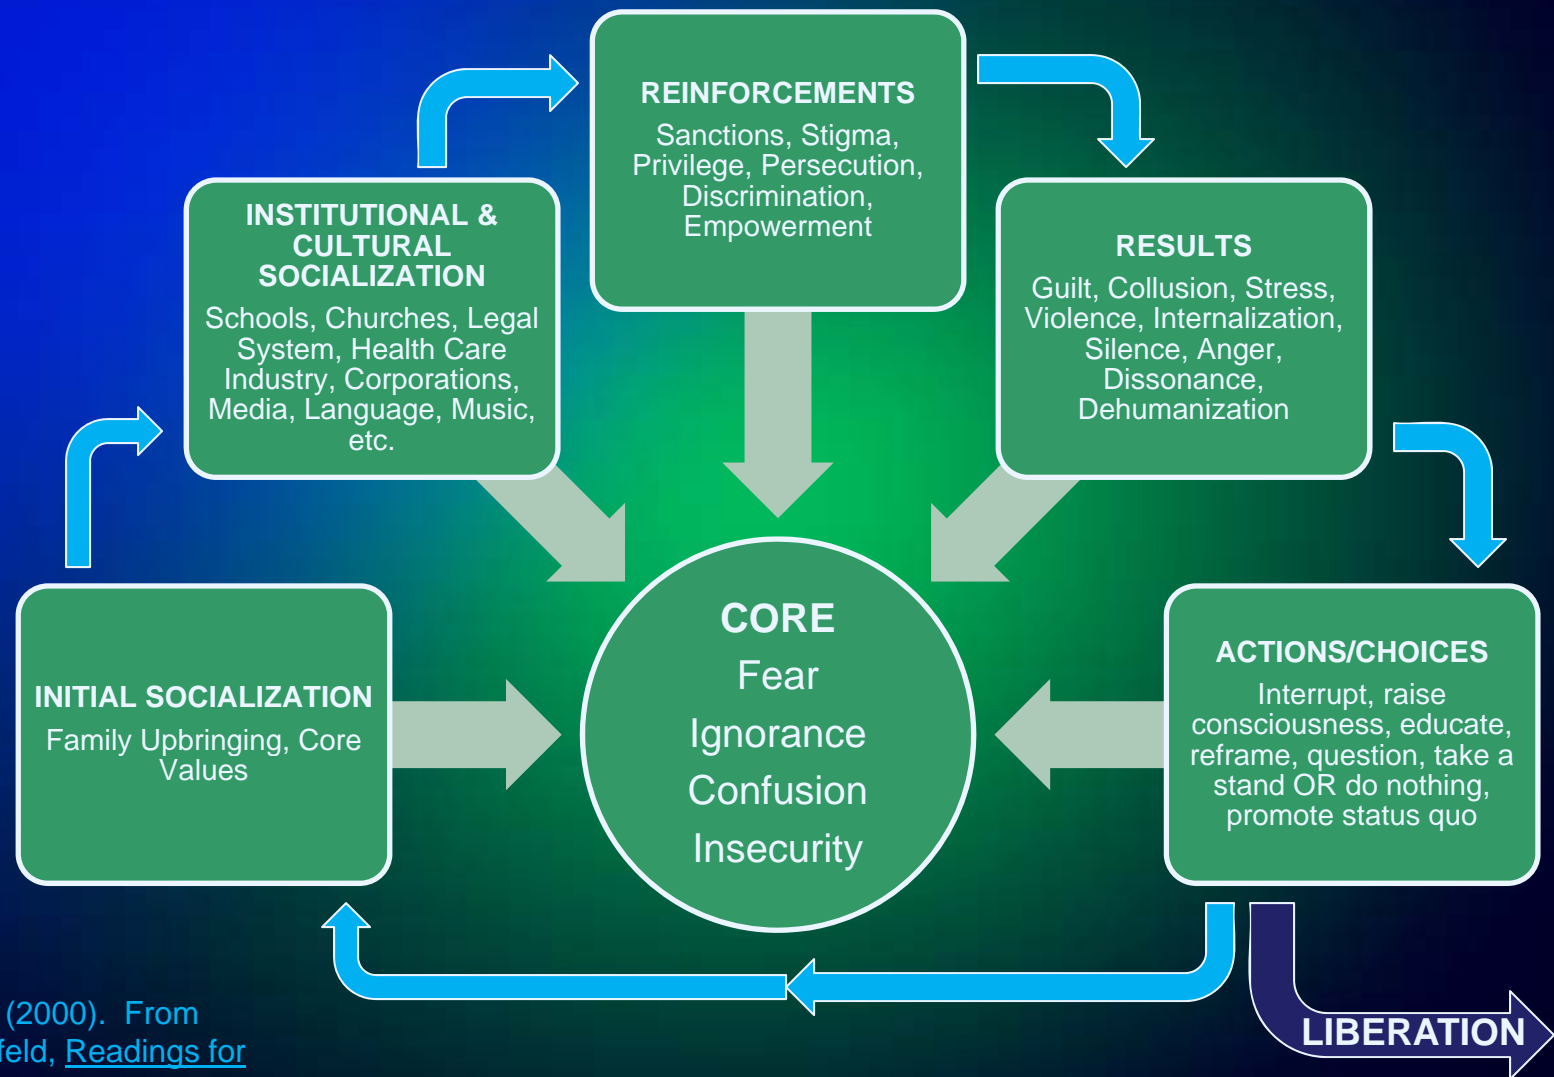 REINFORCEMENTS
Sanctions, Stigma,
Privilege, Persecution,
Discrimination,
Empowerment
INSTITUTIONAL &
CULTURAL
SOCIALIZATION
Schools, Churches, Legal
System, Health Care
Industry, Corporations,
Media, Language, Music,
etc.
RESULTS
Guilt, Collusion, Stress,
Violence, Internalization,
Silence, Anger,
Dissonance,
Dehumanization
INITIAL SOCIALIZATION
Family Upbringing, Core
Values
CORE
Fear
Ignorance
Confusion
Insecurity
ACTIONS/CHOICES
Interrupt, raise
consciousness, educate,
reframe, question, take a
stand OR do nothing,
promote status quo
(2000). From
feld, Readings for
LIBERATION